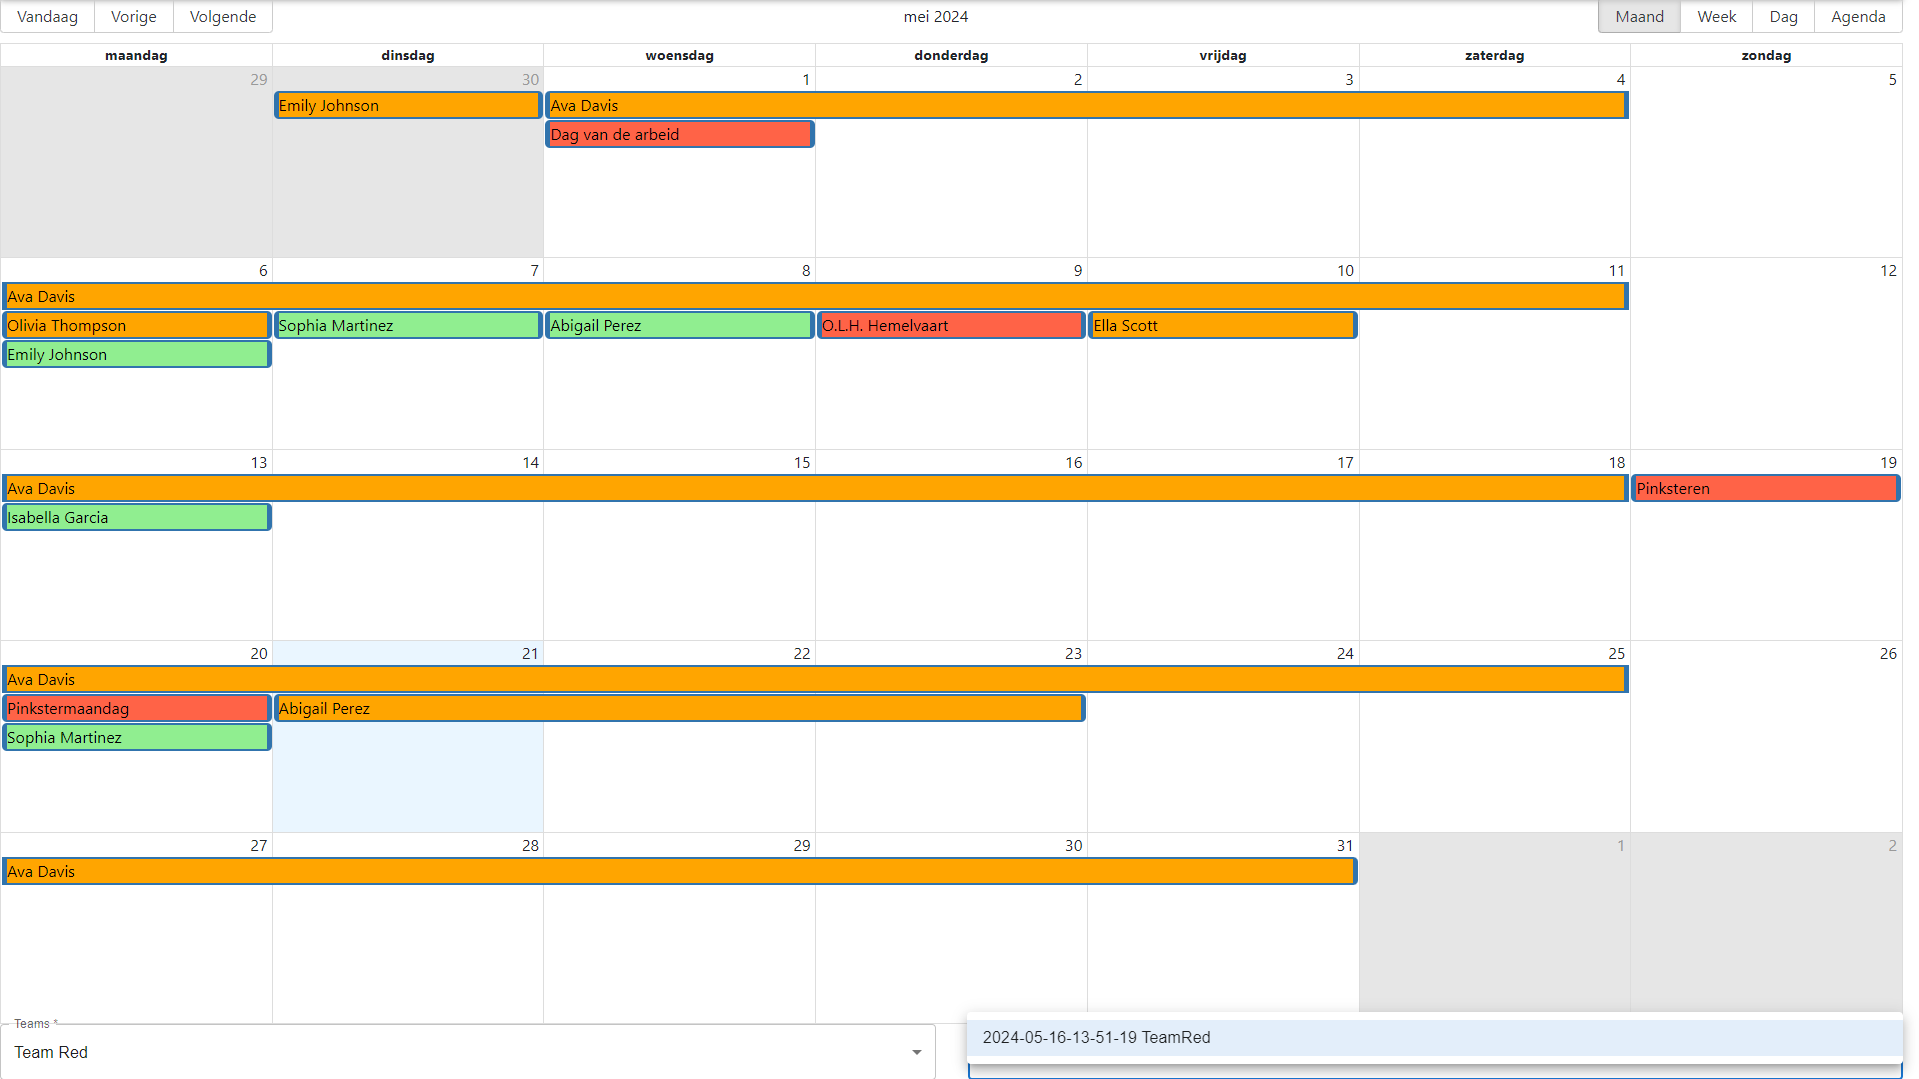 Vandaag Vorige Volgende mei 2024 Maand Week Dag Agenda
maandag dinsdag woensdag donderdag vrijdag zaterdag zondag
29 30 1 2 3 4 5
Emily Johnson Ava Davis
Dag van de arbeid
6 7 8 9 10 11 12
Ava Davis
Olivia Thompson Sophia Martinez Abigail Perez O.L.H. Hemelvaart Ella Scott
Emily Johnson
13 14 15 16 17 18 19
Ava Davis Pinksteren
Isabella Garcia
20 21 22 23 24 25 26
Ava Davis
Pinkstermaandag Abigail Perez
Sophia Martinez
27 28 29 30 31 1 2
Ava Davis
Teams *
Team Red
2024-05-16-13-51-19 TeamRed